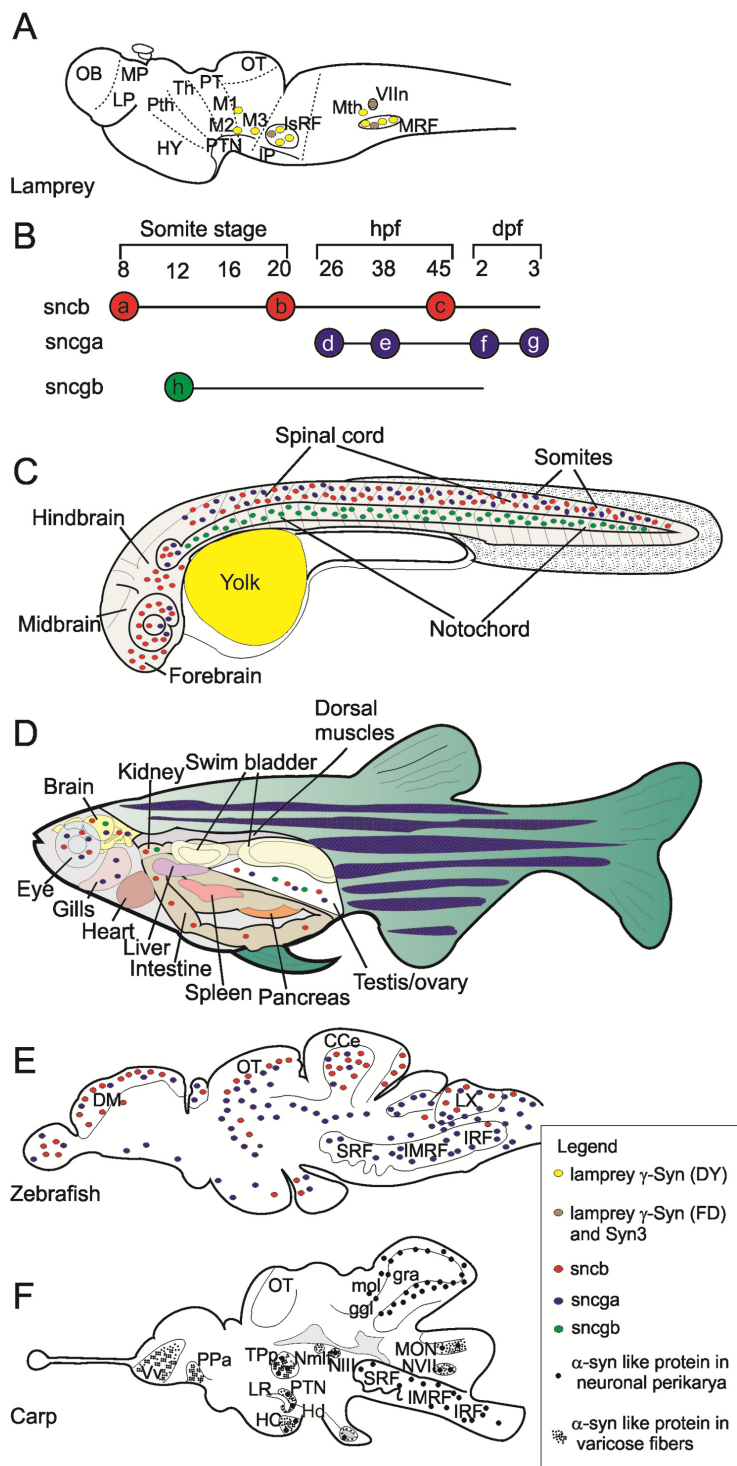 A
OB
MP
LP
Pth
Th
PT
OT
M1
M2
M3
IsRF
HY
PTN
IP
Mth
VIIn
MRF
Lamprey
B
Somite stage hpf dpf
8 12 16 20 26 38 45 2 3
sncb a b c
sncga d e f g
sncgb h
C
Spinal cord
Somites
Hindbrain
Yolk
Midbrain
Notochord
Forebrain
D
Dorsal
muscles
Swim bladder
Kidney
Brain
Eye
Gills
Heart
Liver
Intestine
Spleen
Pancreas
Testis/ovary
E
CCe
OT
DM
LX
SRF IMRF IRF
Zebrafish
F
OT
mol gra
ggl
Vv
PPa
TPp
Nmlf
NIII
MON
NVII
SRF
LR PTN
IMRF
HC
Hd
IRF
Carp
Legend
lamprey γ-Syn (DY)
lamprey γ-Syn (FD)
and Syn3
sncb
sncga
sncgb
α-syn like protein in
neuronal perikarya
α-syn like protein in
varicose fibers